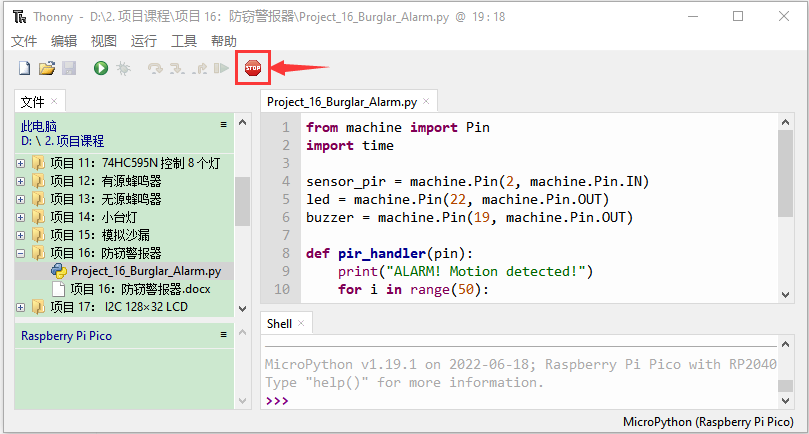 Thonny - D:\2. 项目课程\项目 16：防窃警报器\Project_16_Burglar_Alarm.py @ 19 : 18
文件 编辑 视图 运行 工具 帮助
STOP
文件
此电脑
D: \ 2. 项目课程
项目 11：74HC595N 控制 8 个灯
项目 12：有源蜂鸣器
项目 13：无源蜂鸣器
项目 14：小台灯
项目 15：模拟沙漏
项目 16：防窃警报器
Project_16_Burglar_Alarm.py
项目 16：防窃警报器.docx
项目 17： I2C 128×32 LCD
Raspberry Pi Pico
Project_16_Burglar_Alarm.py
1 from machine import Pin
2 import time
3
4 sensor_pir = machine.Pin(2, machine.Pin.IN)
5 led = machine.Pin(22, machine.Pin.OUT)
6 buzzer = machine.Pin(19, machine.Pin.OUT)
7
8 def pir_handler(pin):
9     print("ALARM! Motion detected!")
10     for i in range(50):
Shell
MicroPython v1.19.1 on 2022-06-18; Raspberry Pi Pico with RP2040
Type "help()" for more information.
>>>
MicroPython (Raspberry Pi Pico)